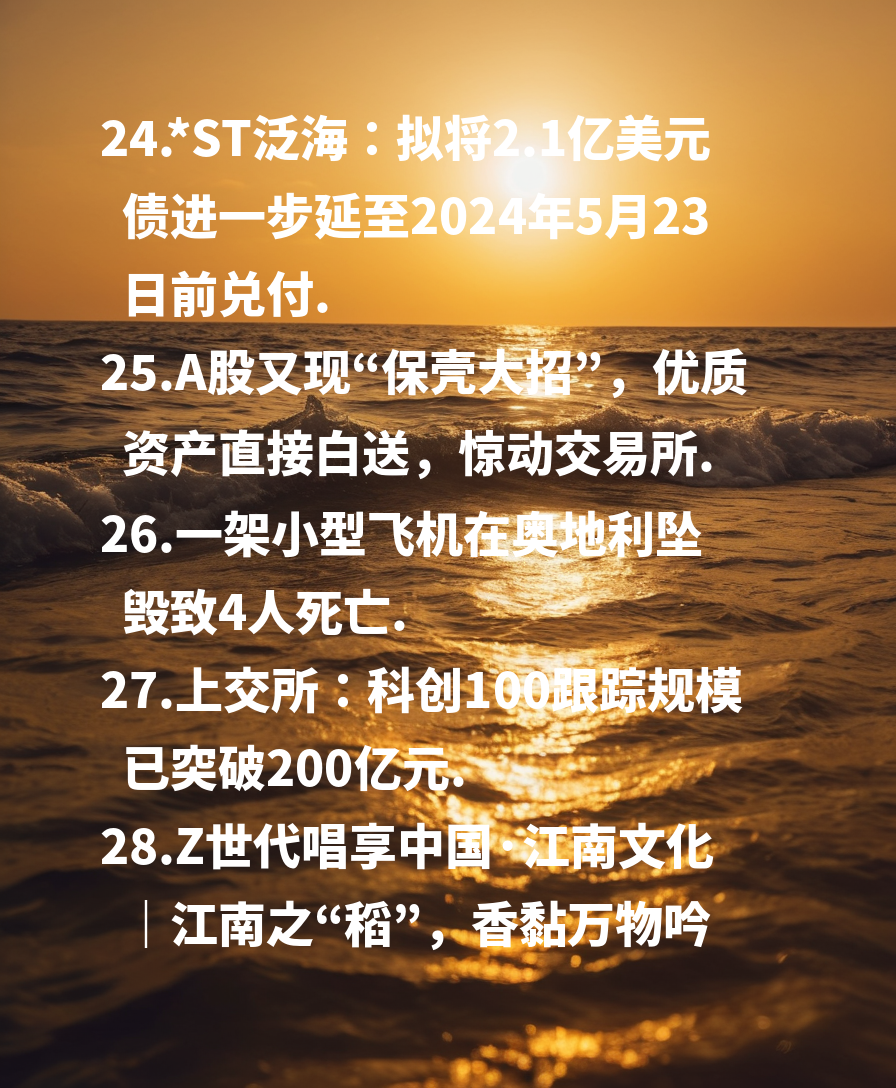 24.*ST泛海：拟将2.1亿美元
债进一步延至2024年5月23
日前兑付.
25.A股又现“保壳大招”，优质
资产直接白送，惊动交易所.
26.一架小型飞机在奥地利坠
毁致4人死亡.
27.上交所：科创100跟踪规模
已突破200亿元.
28.Z世代唱享中国·江南文化
｜江南之“稻”，香黏万物吟